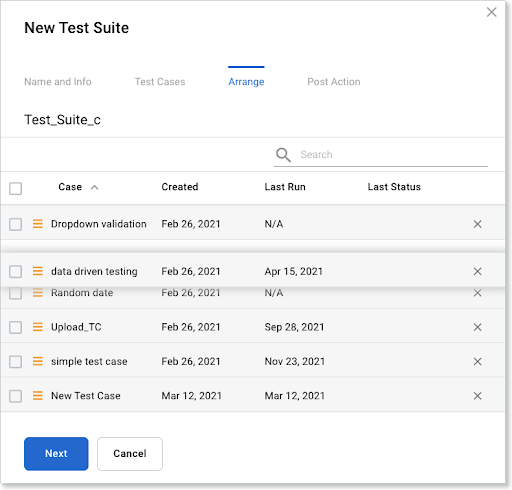 New Test Suite
Name and Info Test Cases Arrange Post Action
Test_Suite_c
Search
Case Created Last Run Last Status
Dropdown validation Feb 26, 2021 N/A
data driven testing Feb 26, 2021 Apr 15, 2021
Random date Feb 26, 2021 N/A
Upload_TC Feb 26, 2021 Sep 28, 2021
simple test case Feb 26, 2021 Nov 23, 2021
New Test Case Mar 12, 2021 Mar 12, 2021
Next Cancel